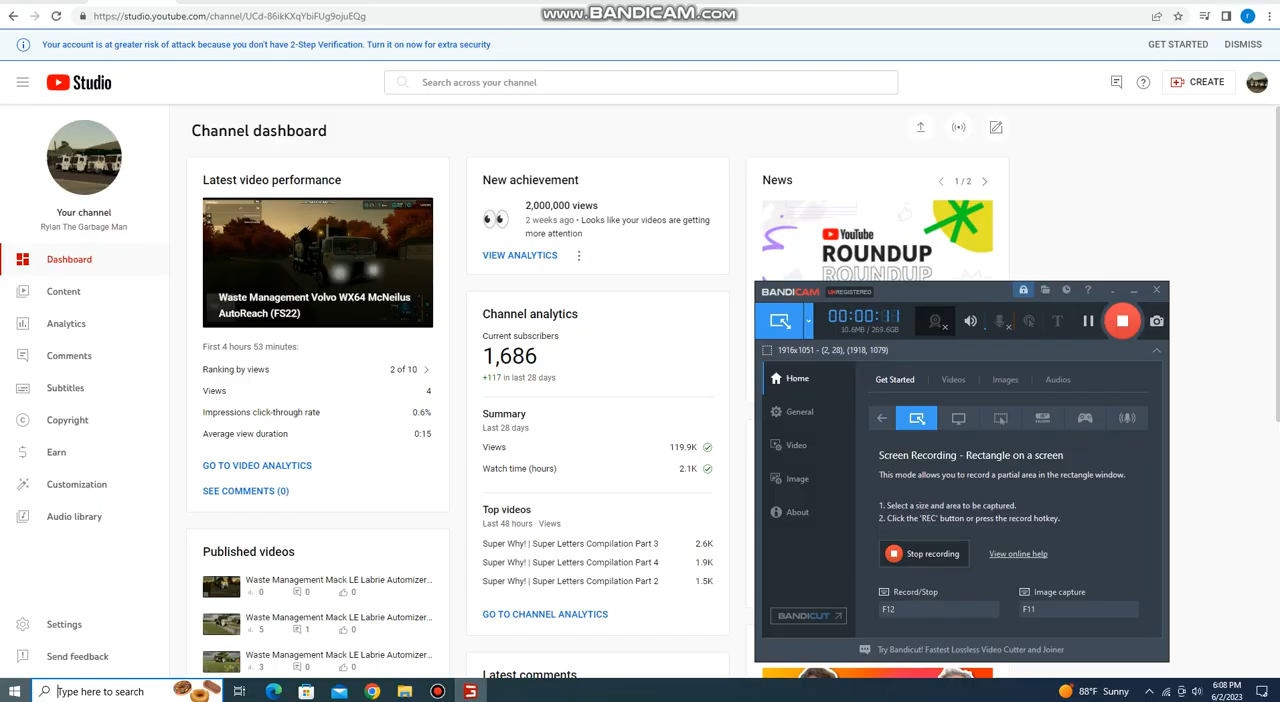 https://studio.youtube.com/channel/UCd-86ikKXqYbiFUg9ojuEQg
www.BANDICAM.com
r
Your account is at greater risk of attack because you don't have 2-Step Verification. Turn it on now for extra security
GET STARTED
DISMISS
Studio
Search across your channel
CREATE
Your channel
Rylan The Garbage Man
Dashboard
Content
Analytics
Comments
Subtitles
Copyright
Earn
Customization
Audio library
Settings
Send feedback
Channel dashboard
Latest video performance
Waste Management Volvo WX64 McNeilus
AutoReach (FS22)
First 4 hours 53 minutes:
Ranking by views 2 of 10
Views 4
Impressions click-through rate 0.6%
Average view duration 0:15
GO TO VIDEO ANALYTICS
SEE COMMENTS (0)
Published videos
Waste Management Mack LE Labrie Automizer...
0 0 0
Waste Management Mack LE Labrie Automizer...
5 1 0
Waste Management Mack LE Labrie Automizer...
3 0 0
New achievement
2,000,000 views
2 weeks ago • Looks like your videos are getting
more attention
VIEW ANALYTICS
Channel analytics
Current subscribers
1,686
+117 in last 28 days
Summary
Last 28 days
Views 119.9K
Watch time (hours) 2.1K
Top videos
Last 48 hours · Views
Super Why! | Super Letters Compilation Part 3 2.6K
Super Why! | Super Letters Compilation Part 4 1.9K
Super Why! | Super Letters Compilation Part 2 1.5K
GO TO CHANNEL ANALYTICS
Latest comments
News
1 / 2
YouTube
ROUNDUP
ROUNDUP
BANDICAM UNREGISTERED
00:00:11
10.6MB / 269.6GB
1916x1051 - (2, 28), (1918, 1079)
Home
General
Video
Image
About
BANDICUT
Get Started
Videos
Images
Audios
Screen Recording - Rectangle on a screen
This mode allows you to record a partial area in the rectangle window.
1. Select a size and area to be captured.
2. Click the 'REC' button or press the record hotkey.
Stop recording
View online help
Record/Stop
F12
Image capture
F11
Try Bandicut! Fastest Lossless Video Cutter and Joiner
Type here to search
88°F Sunny
6:08 PM
6/2/2023